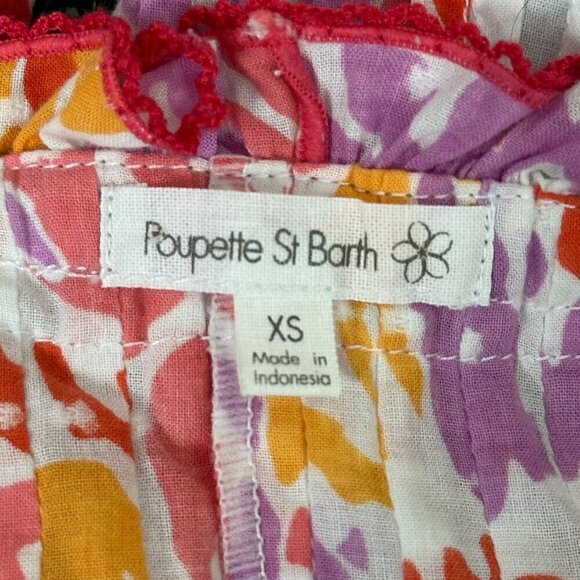 Poupette St Barth
XS
Made in
Indonesia